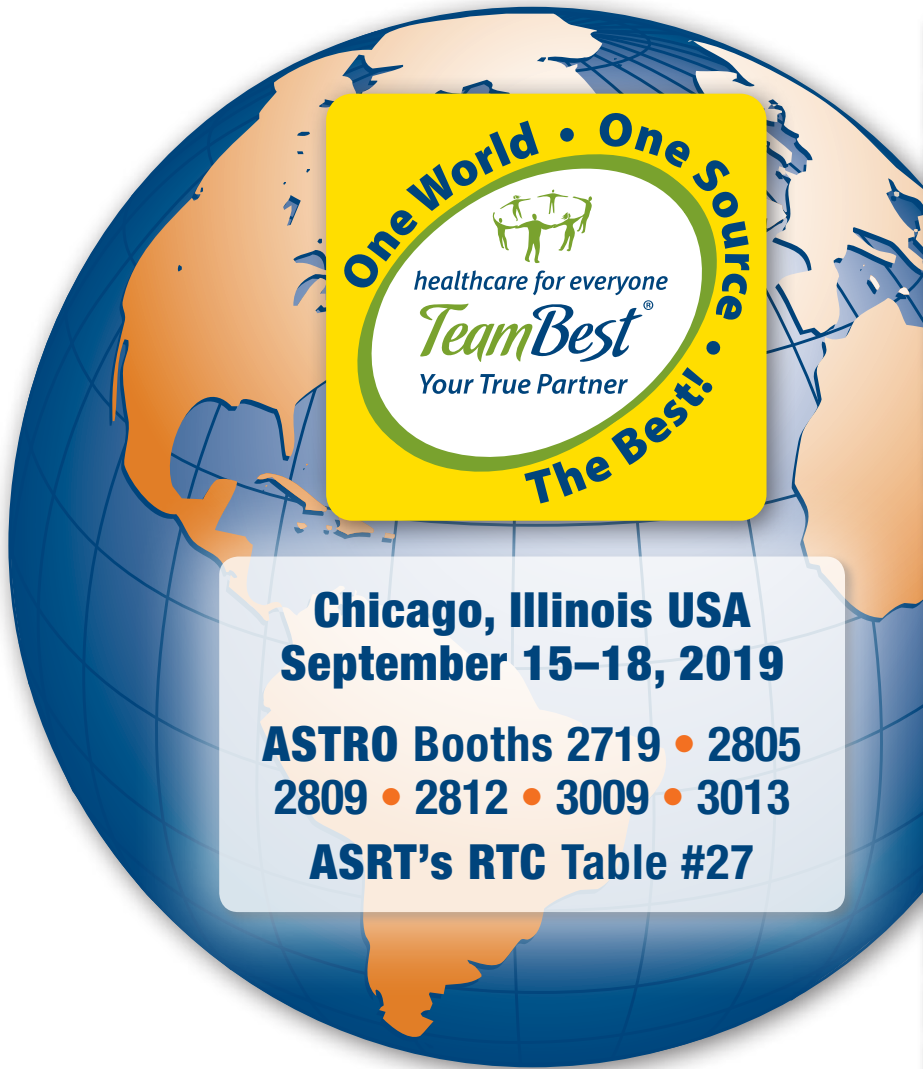 One World • One Source • The Best!
healthcare for everyone
TeamBest®
Your True Partner
Chicago, Illinois USA
September 15–18, 2019
ASTRO Booths 2719 • 2805
2809 • 2812 • 3009 • 3013
ASRT’s RTC Table #27